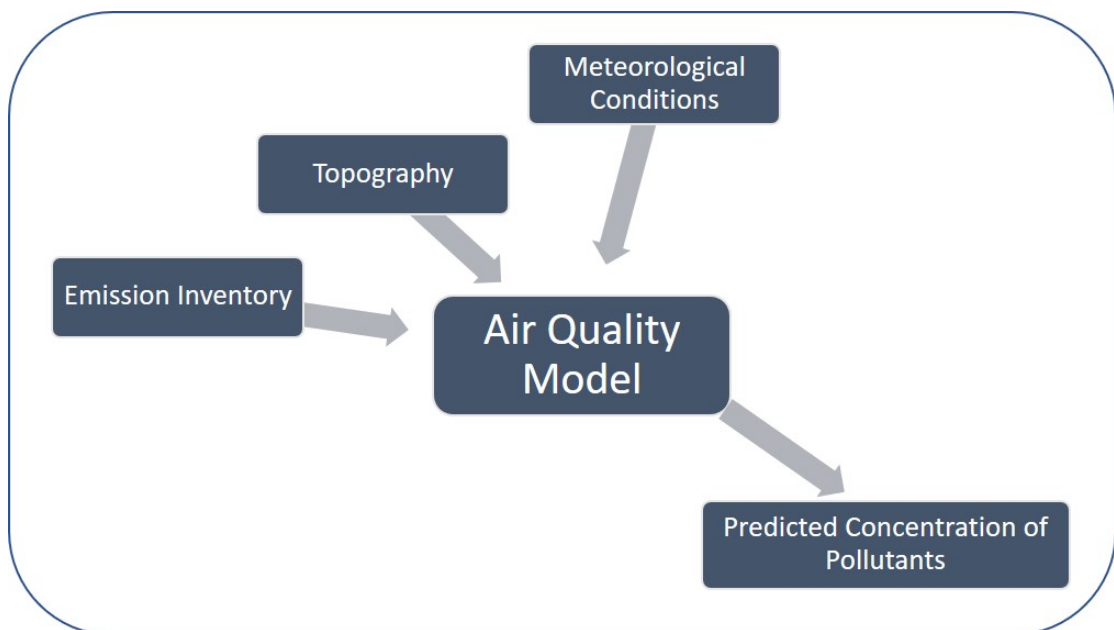 Meteorological
Conditions
Topography
Emission Inventory
Air Quality
Model
Predicted Concentration of
Pollutants